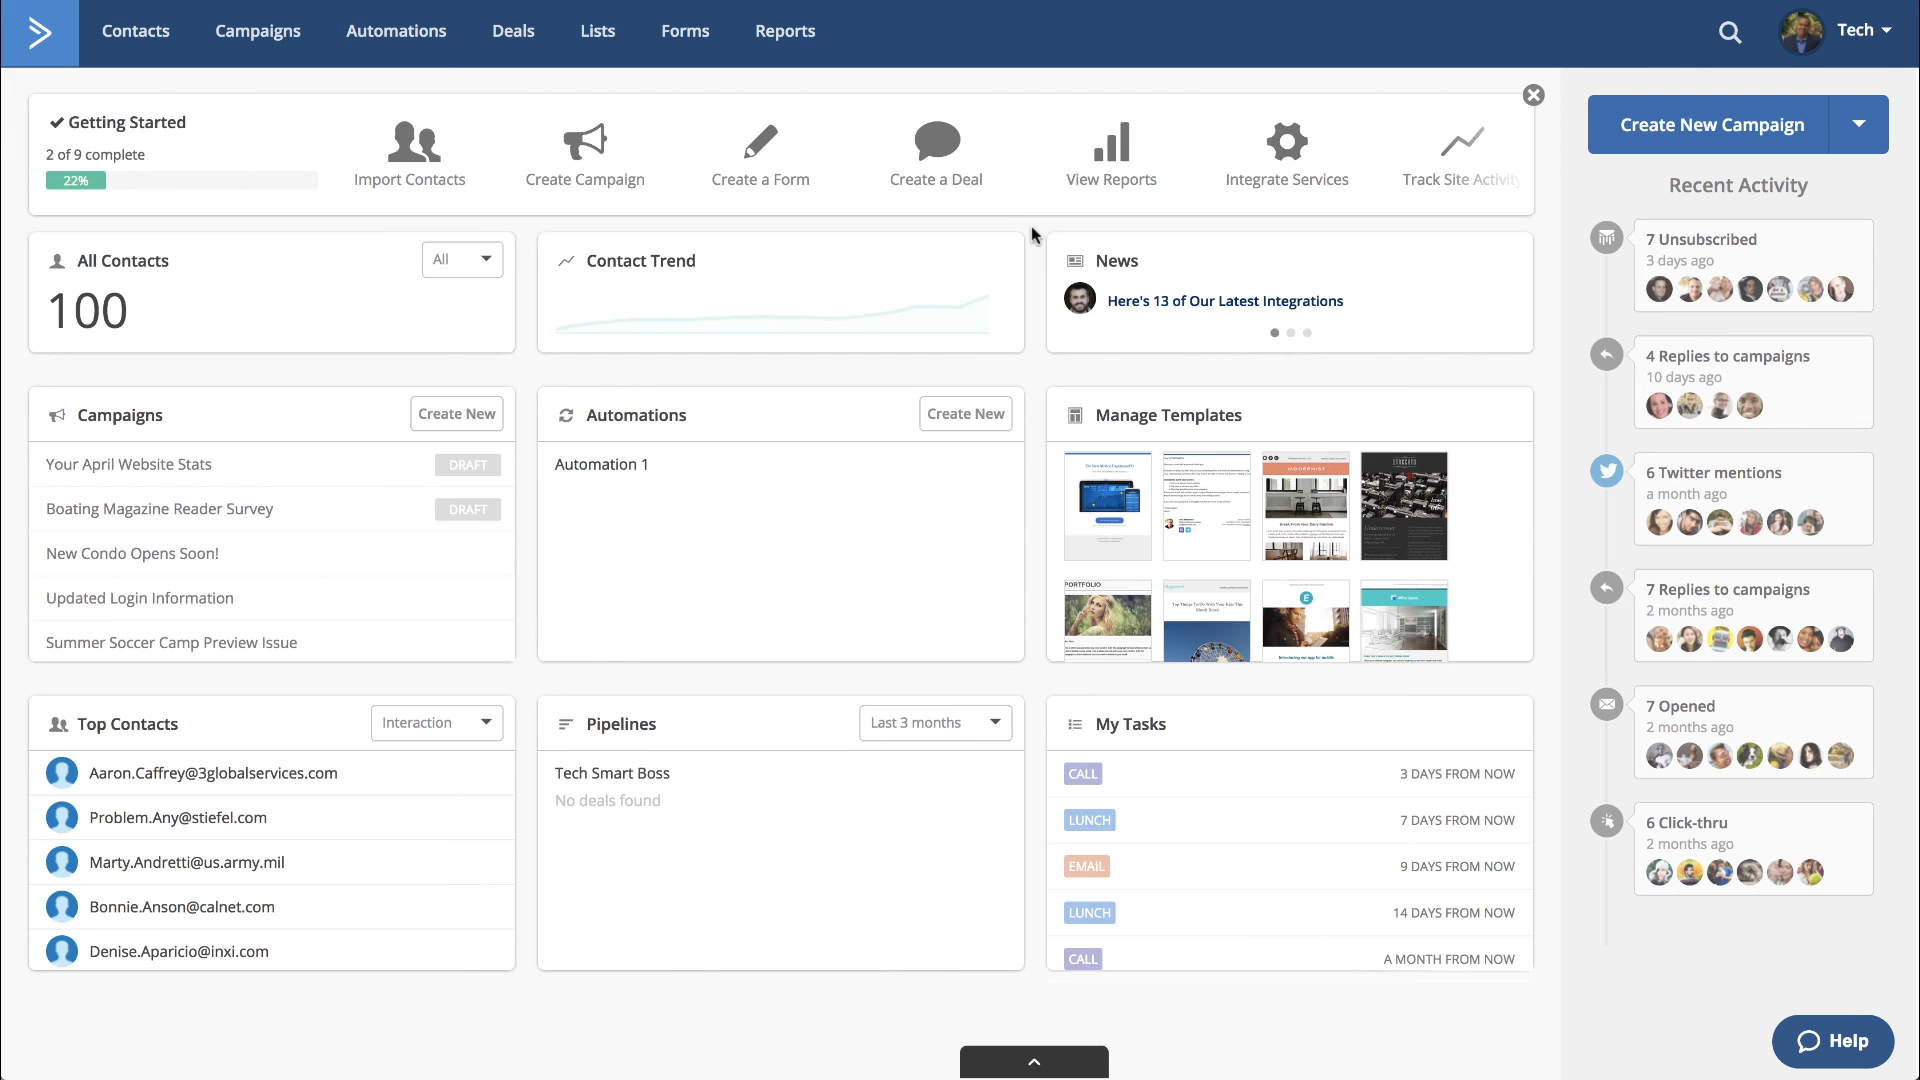 Contacts
Campaigns
Automations
Deals
Lists
Forms
Reports
Tech
Getting Started
2 of 9 complete
22%
Import Contacts
Create Campaign
Create a Form
Create a Deal
View Reports
Integrate Services
Track Site Activity
Create New Campaign
Recent Activity
All Contacts
All
100
Contact Trend
News
Here's 13 of Our Latest Integrations
Campaigns
Create New
Your April Website Stats
DRAFT
Boating Magazine Reader Survey
DRAFT
New Condo Opens Soon!
Updated Login Information
Summer Soccer Camp Preview Issue
Automations
Create New
Automation 1
Manage Templates
MODERNIST
PORTFOLIO
Top Contacts
Interaction
Aaron.Caffrey@3globalservices.com
Problem.Any@stiefel.com
Marty.Andretti@us.army.mil
Bonnie.Anson@calnet.com
Denise.Aparicio@inxi.com
Pipelines
Last 3 months
Tech Smart Boss
No deals found
My Tasks
CALL
3 DAYS FROM NOW
LUNCH
7 DAYS FROM NOW
EMAIL
9 DAYS FROM NOW
LUNCH
14 DAYS FROM NOW
CALL
A MONTH FROM NOW
7 Unsubscribed
3 days ago
4 Replies to campaigns
10 days ago
6 Twitter mentions
a month ago
7 Replies to campaigns
2 months ago
7 Opened
2 months ago
6 Click-thru
2 months ago
Help